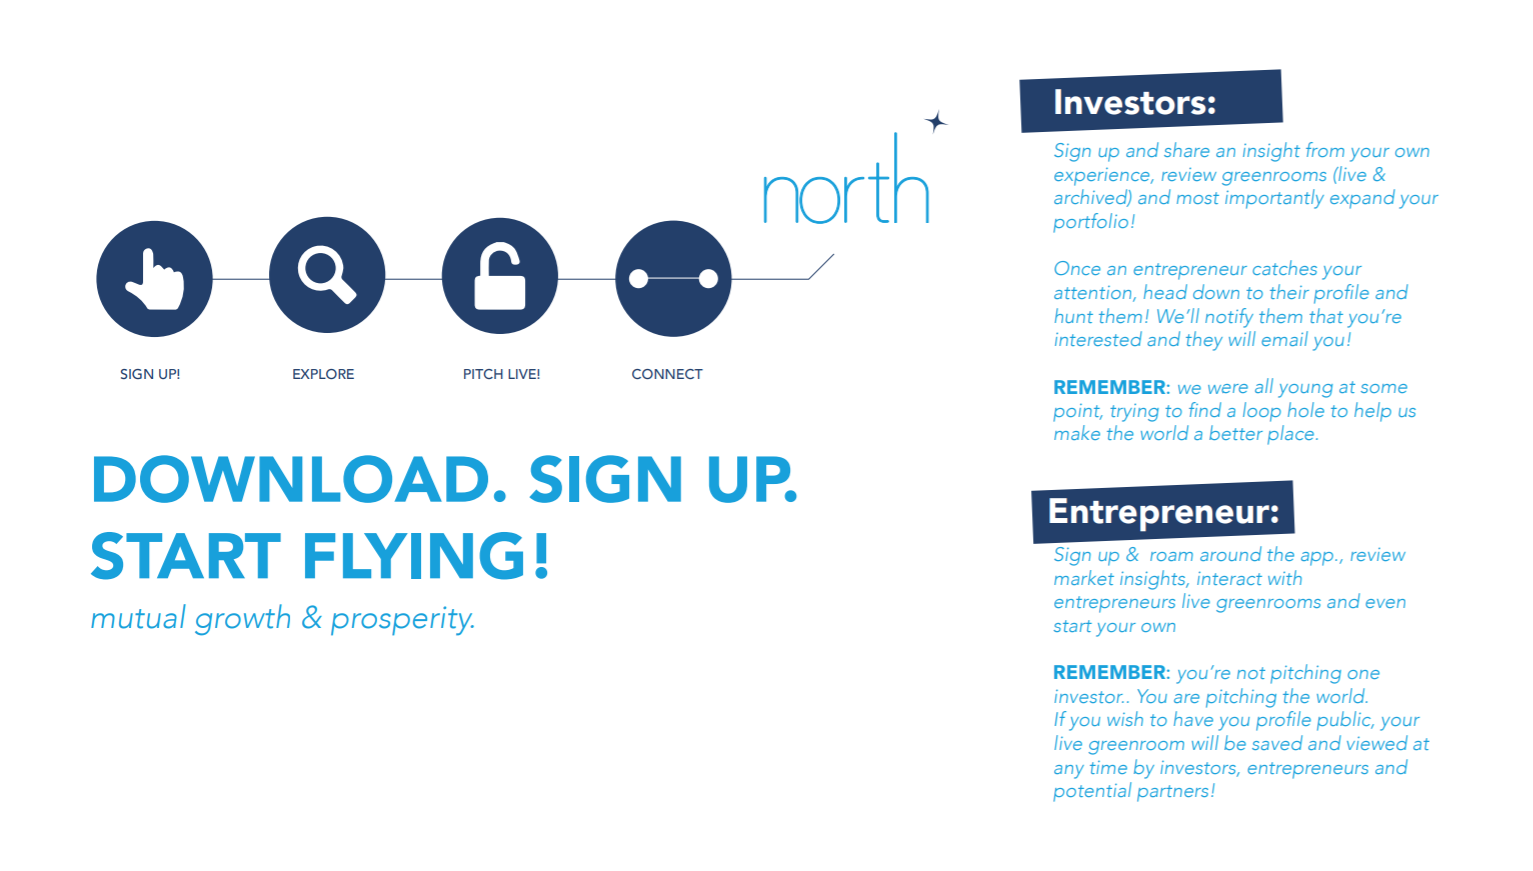 north
SIGN UP!
EXPLORE
PITCH LIVE!
CONNECT
DOWNLOAD. SIGN UP.
START FLYING!
mutual growth & prosperity.
Investors:
Sign up and share an insight from your own
experience, review greenrooms (live &
archived) and most importantly expand your
portfolio!
Once an entrepreneur catches your
attention, head down to their profile and
hunt them! We’ll notify them that you’re
interested and they will email you!
REMEMBER: we were all young at some
point, trying to find a loop hole to help us
make the world a better place.
Entrepreneur:
Sign up & roam around the app., review
market insights, interact with
entrepreneurs live greenrooms and even
start your own
REMEMBER: you’re not pitching one
investor.. You are pitching the world.
If you wish to have you profile public, your
live greenroom will be saved and viewed at
any time by investors, entrepreneurs and
potential partners!